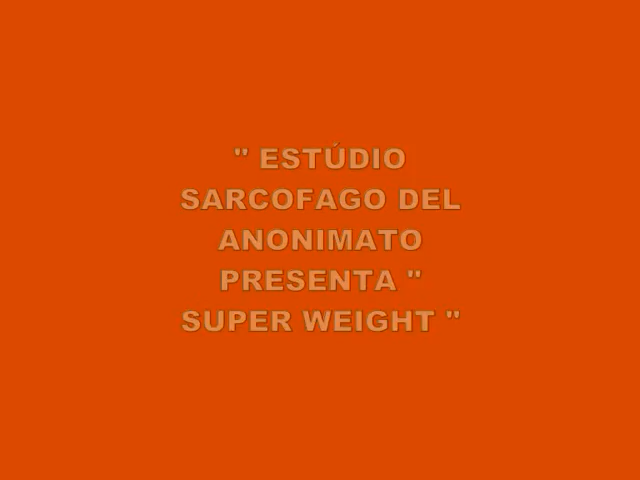 " ESTÚDIO
SARCOFAGO DEL
ANONIMATO
PRESENTA "
SUPER WEIGHT "